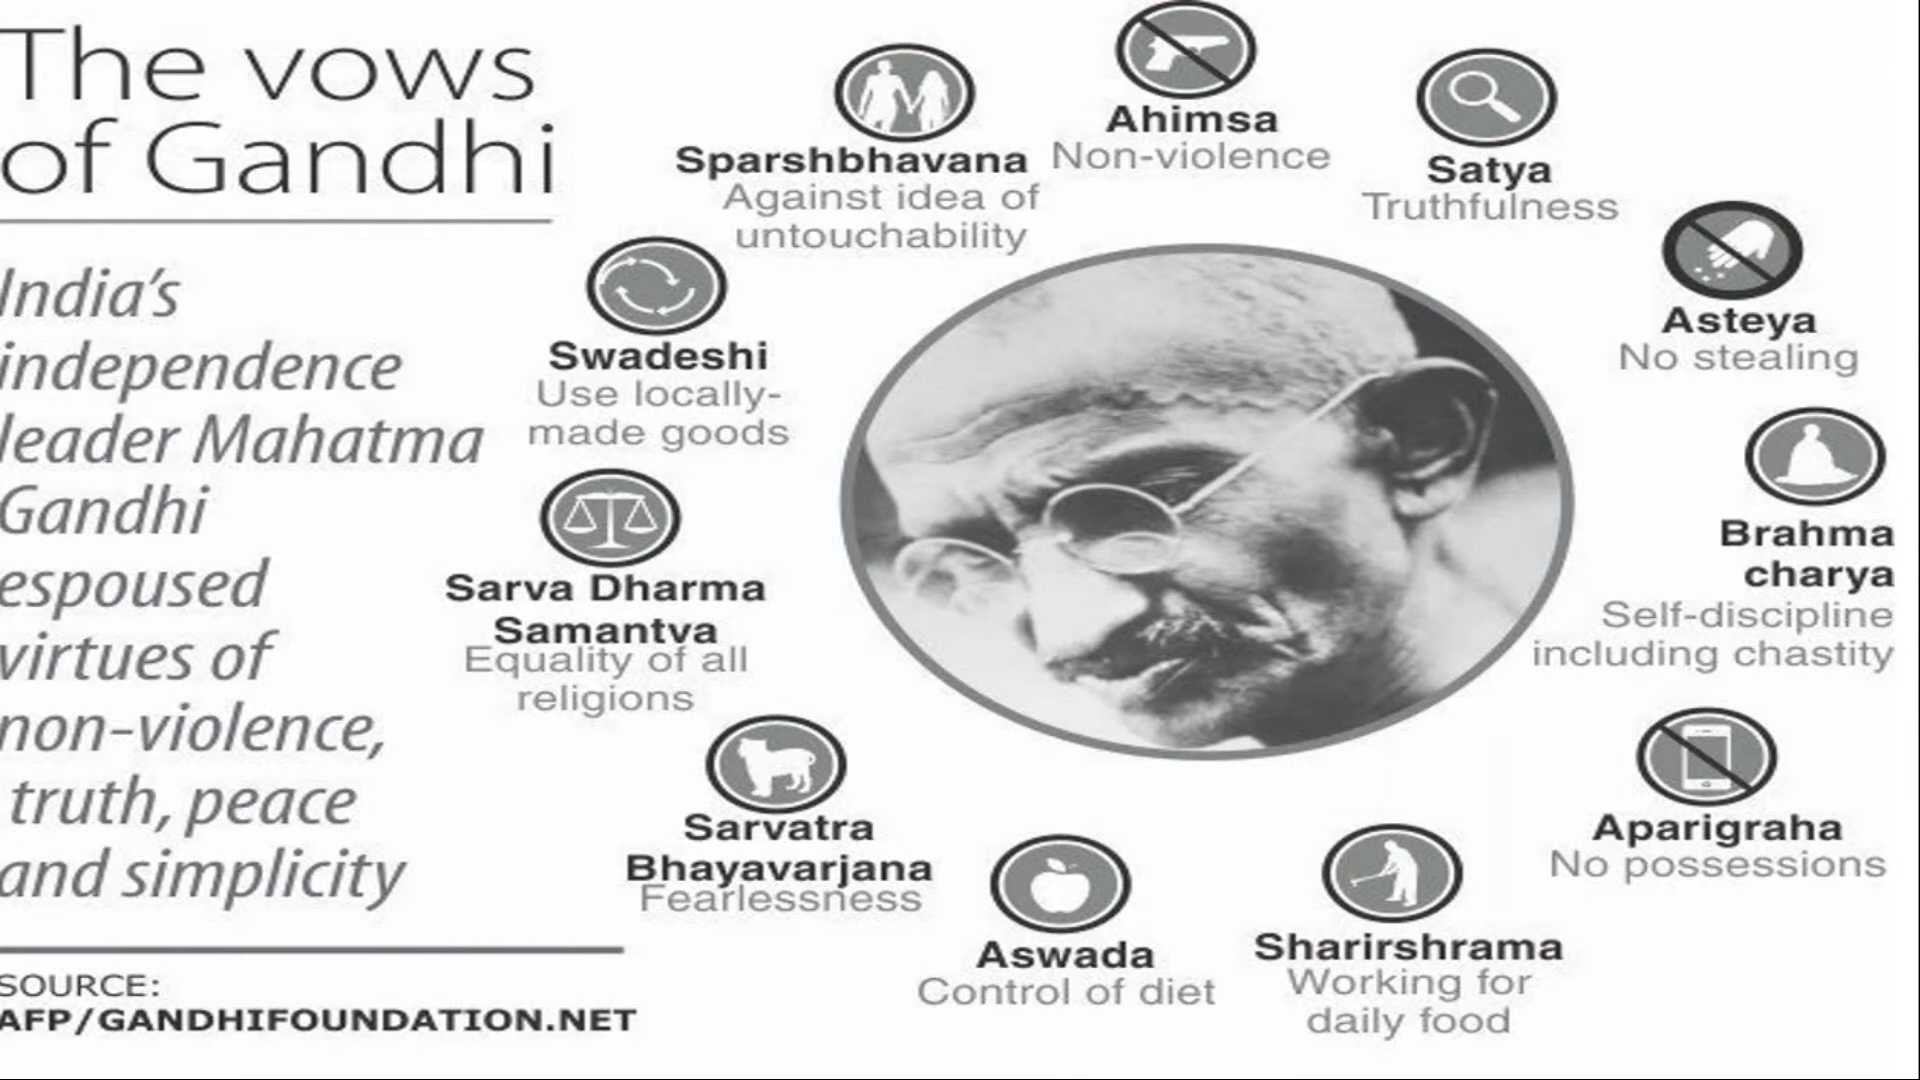 The vows
of Gandhi
India's
independence
leader Mahatma
Gandhi
espoused
virtues of
non-violence,
truth, peace
and simplicity
SOURCE:
AFP/GANDHIFOUNDATION.NET
Ahimsa
Non-violence
Satya
Truthfulness
Asteya
No stealing
Brahma
charya
Self-discipline
including chastity
Aparigraha
No possessions
Sharirshrama
Working for
daily food
Aswada
Control of diet
Sarvatra
Bhayavarjana
Fearlessness
Sarva Dharma
Samantva
Equality of all
religions
Swadeshi
Use locally-
made goods
Sparshbhavana
Against idea of
untouchability